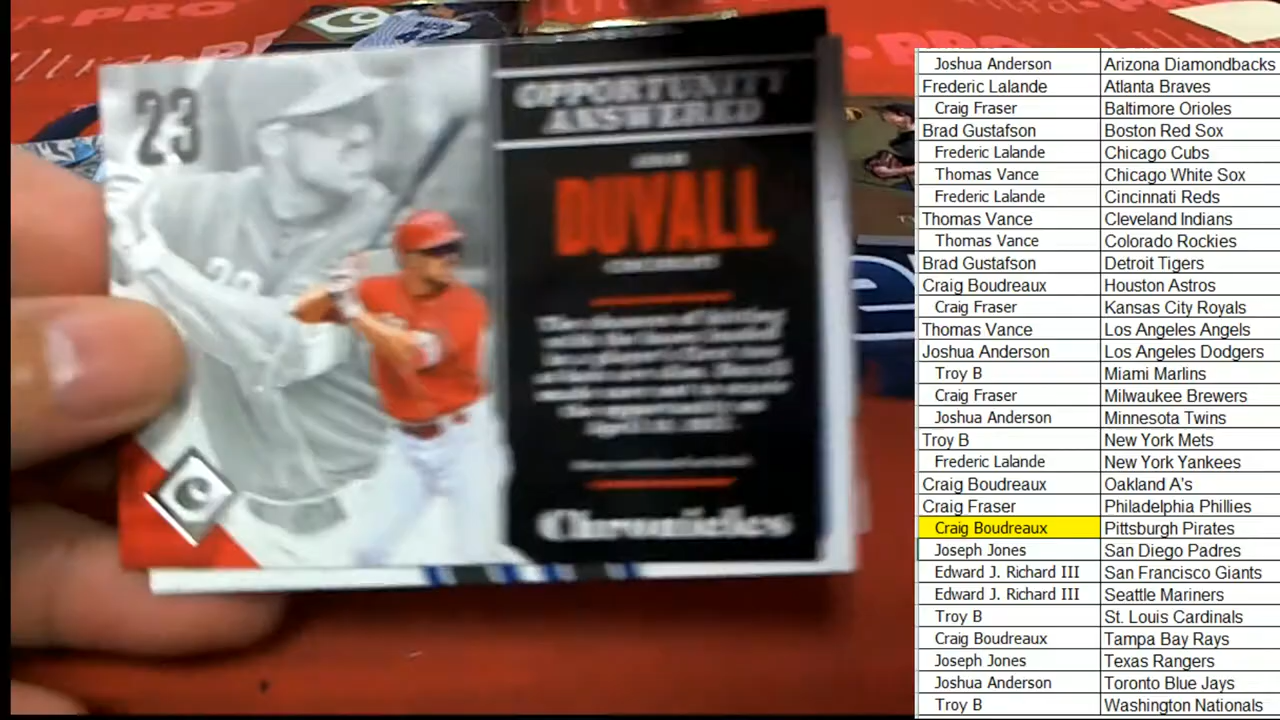 23
OPPORTUNITY
ANSWERED
ADAM
DUVALL
CINCINNATI
Chronicles
Joshua Anderson Arizona Diamondbacks
Frederic Lalande Atlanta Braves
Craig Fraser Baltimore Orioles
Brad Gustafson Boston Red Sox
Frederic Lalande Chicago Cubs
Thomas Vance Chicago White Sox
Frederic Lalande Cincinnati Reds
Thomas Vance Cleveland Indians
Thomas Vance Colorado Rockies
Brad Gustafson Detroit Tigers
Craig Boudreaux Houston Astros
Craig Fraser Kansas City Royals
Thomas Vance Los Angeles Angels
Joshua Anderson Los Angeles Dodgers
Troy B Miami Marlins
Craig Fraser Milwaukee Brewers
Joshua Anderson Minnesota Twins
Troy B New York Mets
Frederic Lalande New York Yankees
Craig Boudreaux Oakland A's
Craig Fraser Philadelphia Phillies
Craig Boudreaux Pittsburgh Pirates
Joseph Jones San Diego Padres
Edward J. Richard III San Francisco Giants
Edward J. Richard III Seattle Mariners
Troy B St. Louis Cardinals
Craig Boudreaux Tampa Bay Rays
Joseph Jones Texas Rangers
Joshua Anderson Toronto Blue Jays
Troy B Washington Nationals